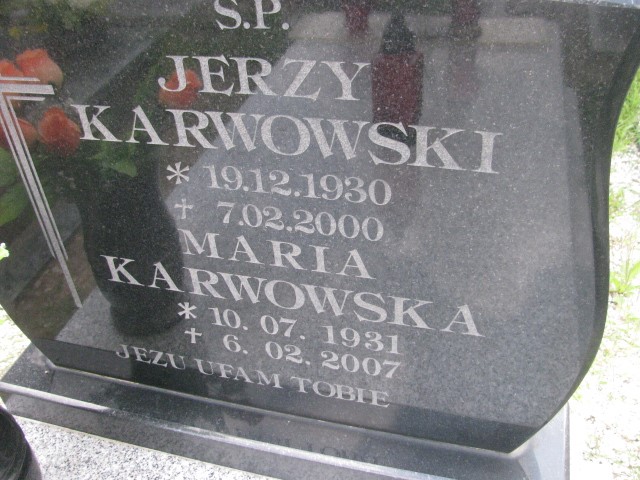 Ś.P.
JERZY
KARWOWSKI
* 19.12.1930
† 7.02.2000
MARIA
KARWOWSKA
* 10. 07. 1931
† 6. 02. 2007
JEZU UFAM TOBIE